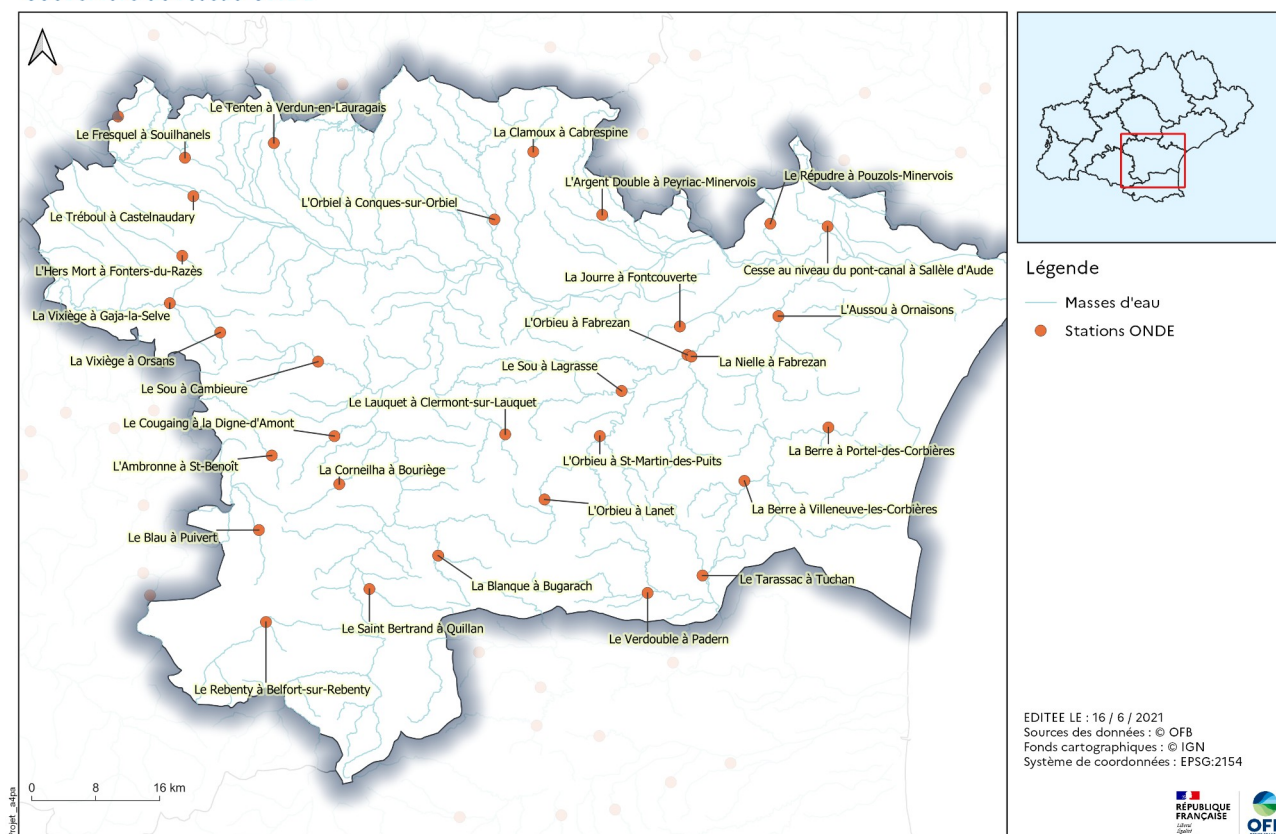 Le Tenten à Verdun-en-Lauragais
Le Fresquel à Souilhanels
La Clamoux à Cabrespine
Le Répudre à Pouzols-Minervois
L'Argent Double à Peyriac-Minervois
L'Orbiel à Conques-sur-Orbiel
Le Tréboul à Castelnaudary
L'Hers Mort à Fonters-du-Razès
Cesse au niveau du pont-canal à Sallèle d'Aude
La Jourre à Fontcouverte
La Vixiège à Gaja-la-Selve
L'Aussou à Ornaisons
L'Orbieu à Fabrezan
La Vixiège à Orsans
La Nielle à Fabrezan
Le Sou à Lagrasse
Le Sou à Cambieure
Le Lauquet à Clermont-sur-Lauquet
Le Cougaing à la Digne-d'Amont
La Berre à Portel-des-Corbières
L'Orbieu à St-Martin-des-Puits
L'Ambronne à St-Benoît
La Corneilha à Bouriège
L'Orbieu à Lanet
La Berre à Villeneuve-les-Corbières
Le Blau à Puivert
Le Tarassac à Tuchan
La Blanque à Bugarach
Le Saint Bertrand à Quillan
Le Verdouble à Padern
Le Rebenty à Belfort-sur-Rebenty
0 8 16 km
Projet_a4pa
Légende
Masses d'eau
Stations ONDE
EDITEE LE : 16 / 6 / 2021
Sources des données : © OFB
Fonds cartographiques : © IGN
Système de coordonnées : EPSG:2154
RÉPUBLIQUE
FRANÇAISE
Liberté
Égalité
OFB